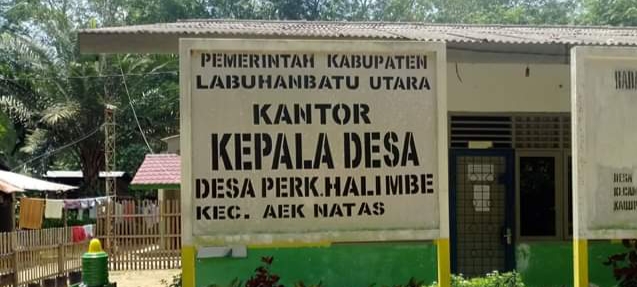 PEMERINTAH KABUPATEN
LABUHANBATU UTARA
KANTOR
KEPALA DESA
DESA PERK.HALIMBE
KEC. AEK NATAS
DESA